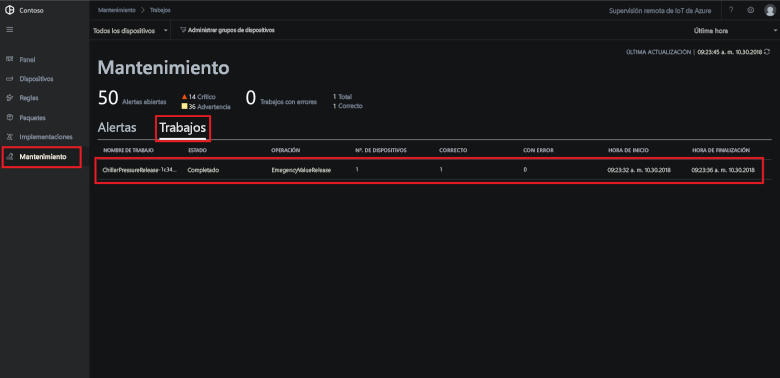 Contoso
Mantenimiento > Trabajos
Supervisión remota de IoT da Azure
?
Todos los dispositivos
Administrar grupos de dispositivos
Última hora
ÚLTIMA ACTUALIZACIÓN | 09:23:45 a. m. 10.30.2018
Panel
Dispositivos
Reglas
Paquetes
Implementaciones
Mantenimiento
Mantenimiento
50 Alertas abiertas
14 Crítico
36 Advertencia
0 Trabajos con errores
1 Total
1 Correcto
Alertas Trabajos
NOMBRE DE TRABAJO ESTADO OPERACIÓN Nº. DE DISPOSITIVOS CORRECTO CON ERROR HORA DE INICIO HORA DE FINALIZACIÓN
ChillarPressureRelease-1c34... Completado EmegencyValueRelease 1 1 0 09:23:32 a. m. 10.30.2018 09:23:36 a. m. 10.30.2018